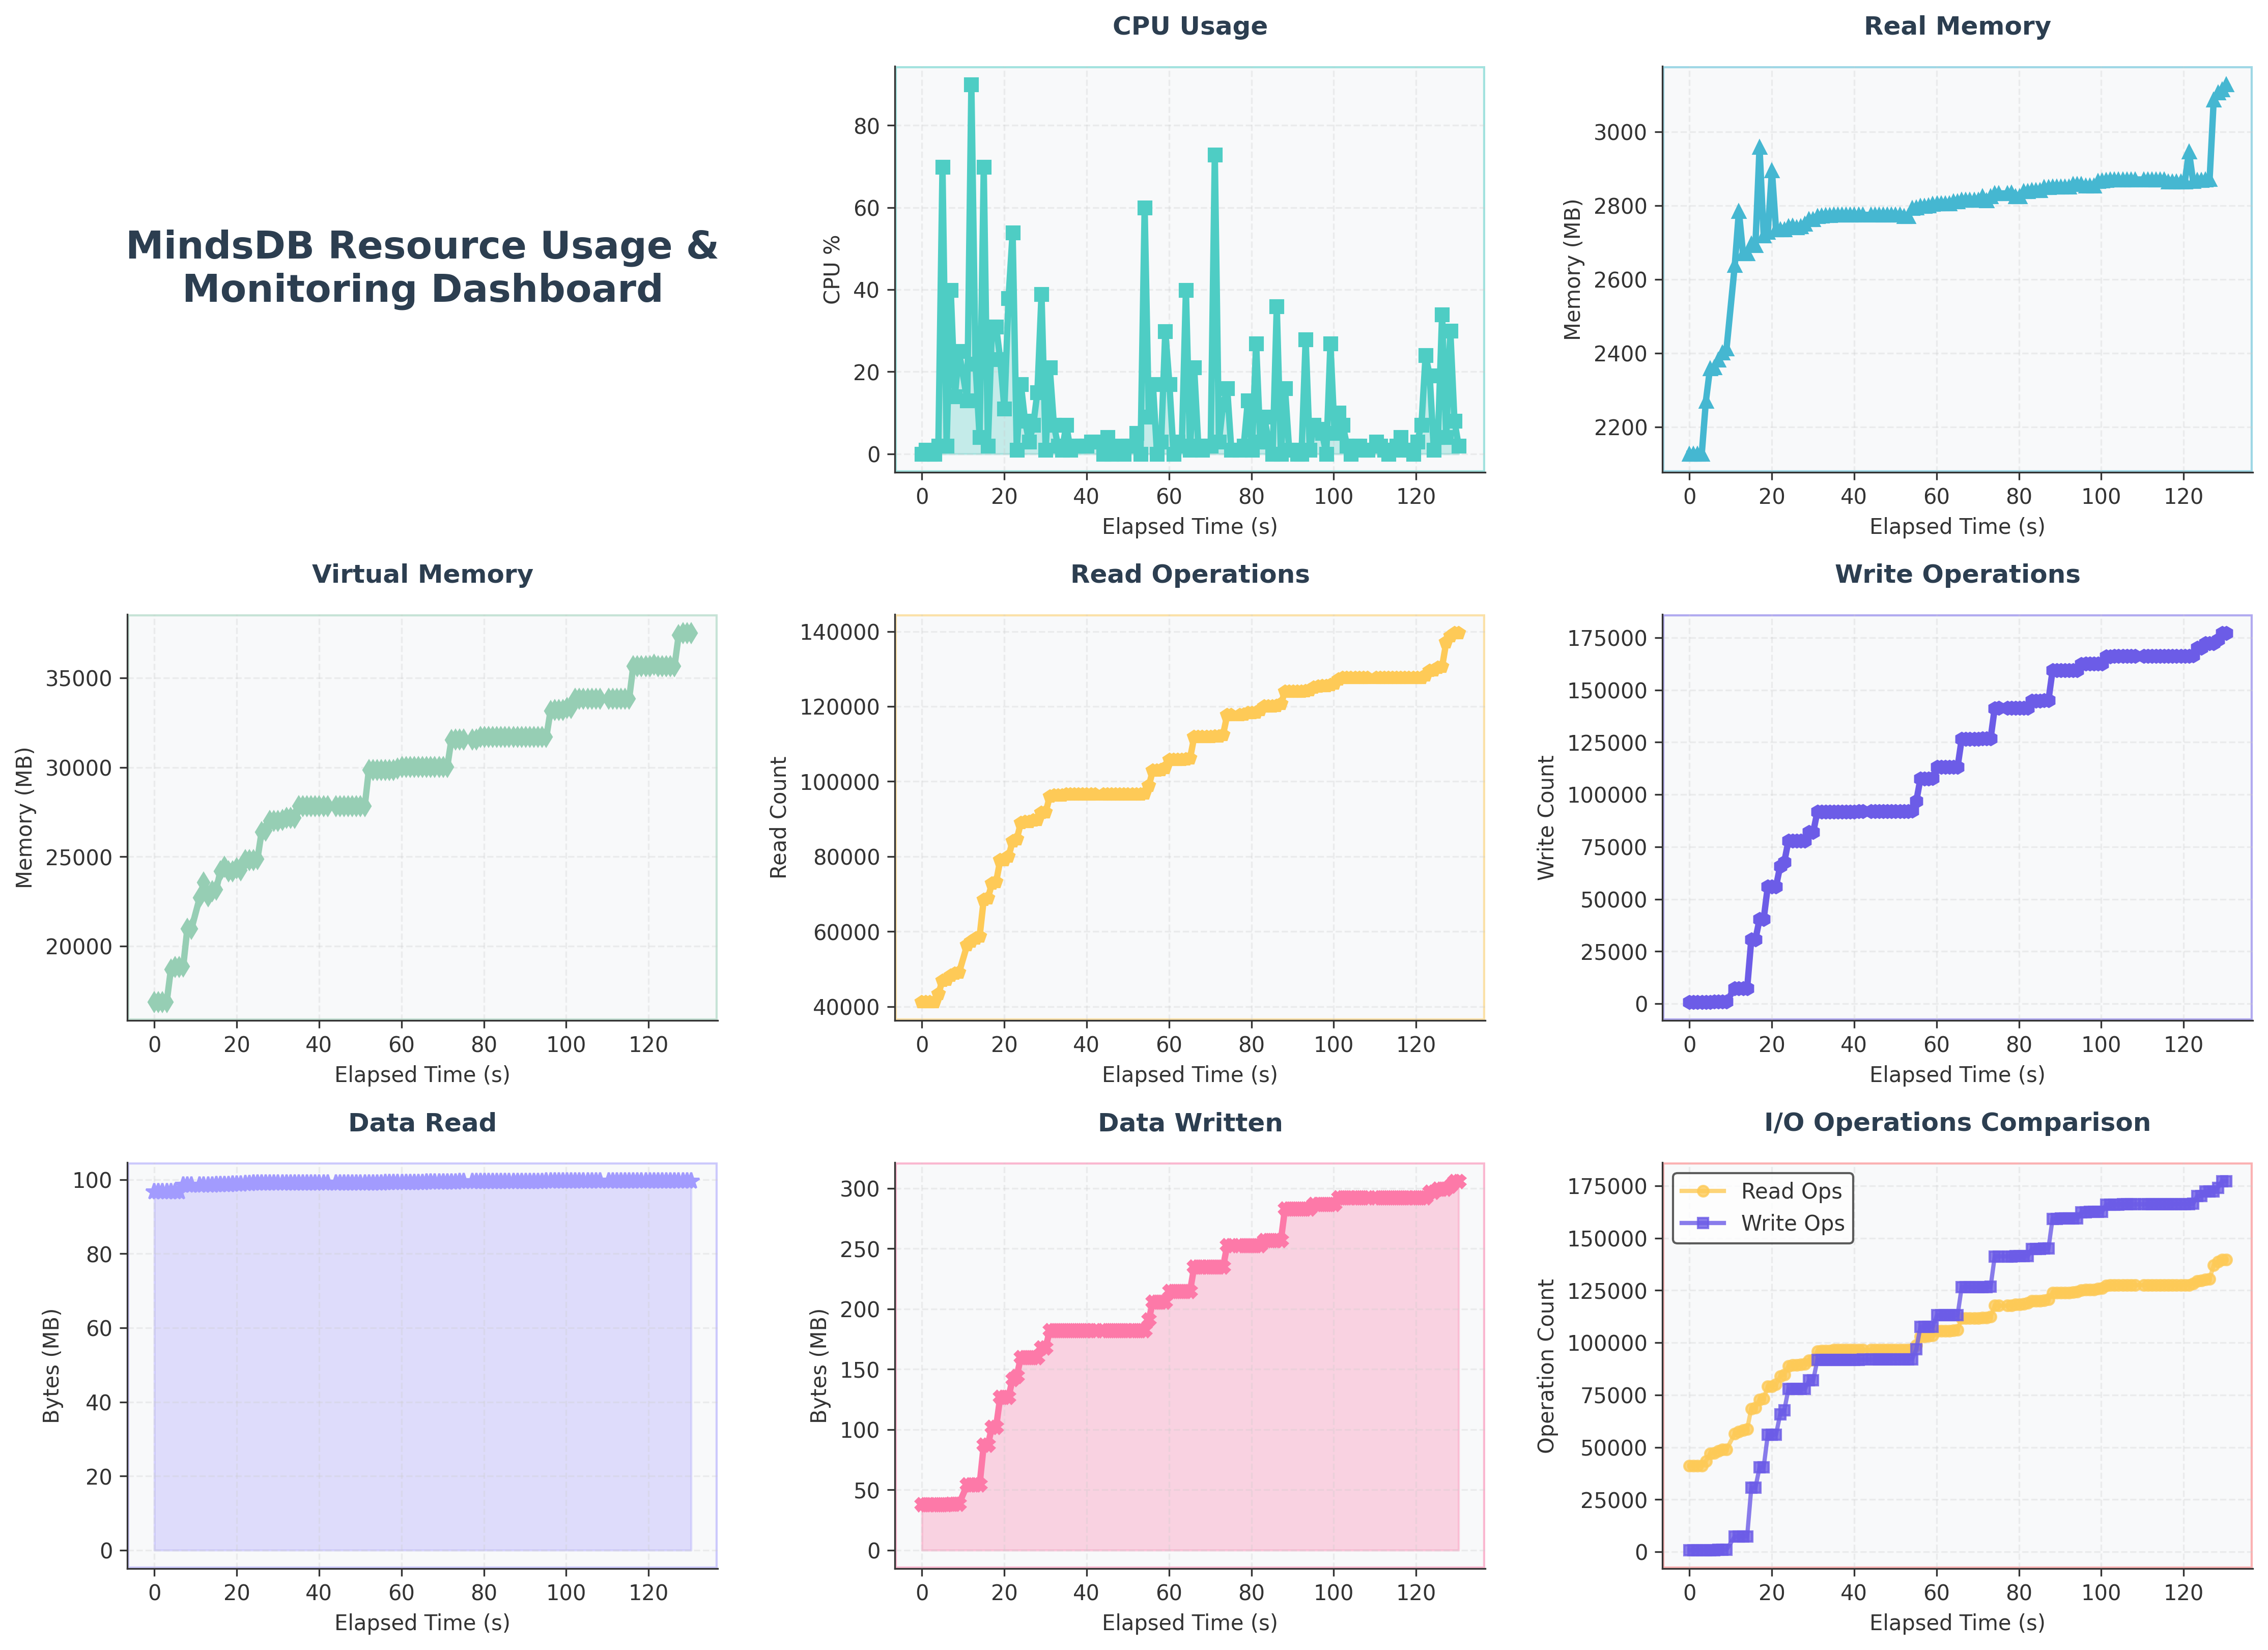 MindsDB Resource Usage &
Monitoring Dashboard
CPU Usage
CPU %
80
60
40
20
0
0 20 40 60 80 100 120
Elapsed Time (s)
Real Memory
Memory (MB)
3000
2800
2600
2400
2200
0 20 40 60 80 100 120
Elapsed Time (s)
Virtual Memory
Memory (MB)
35000
30000
25000
20000
0 20 40 60 80 100 120
Elapsed Time (s)
Read Operations
Read Count
140000
120000
100000
80000
60000
40000
0 20 40 60 80 100 120
Elapsed Time (s)
Write Operations
Write Count
175000
150000
125000
100000
75000
50000
25000
0
0 20 40 60 80 100 120
Elapsed Time (s)
Data Read
Bytes (MB)
100
80
60
40
20
0
0 20 40 60 80 100 120
Elapsed Time (s)
Data Written
Bytes (MB)
300
250
200
150
100
50
0
0 20 40 60 80 100 120
Elapsed Time (s)
I/O Operations Comparison
Read Ops
Write Ops
Operation Count
175000
150000
125000
100000
75000
50000
25000
0
0 20 40 60 80 100 120
Elapsed Time (s)